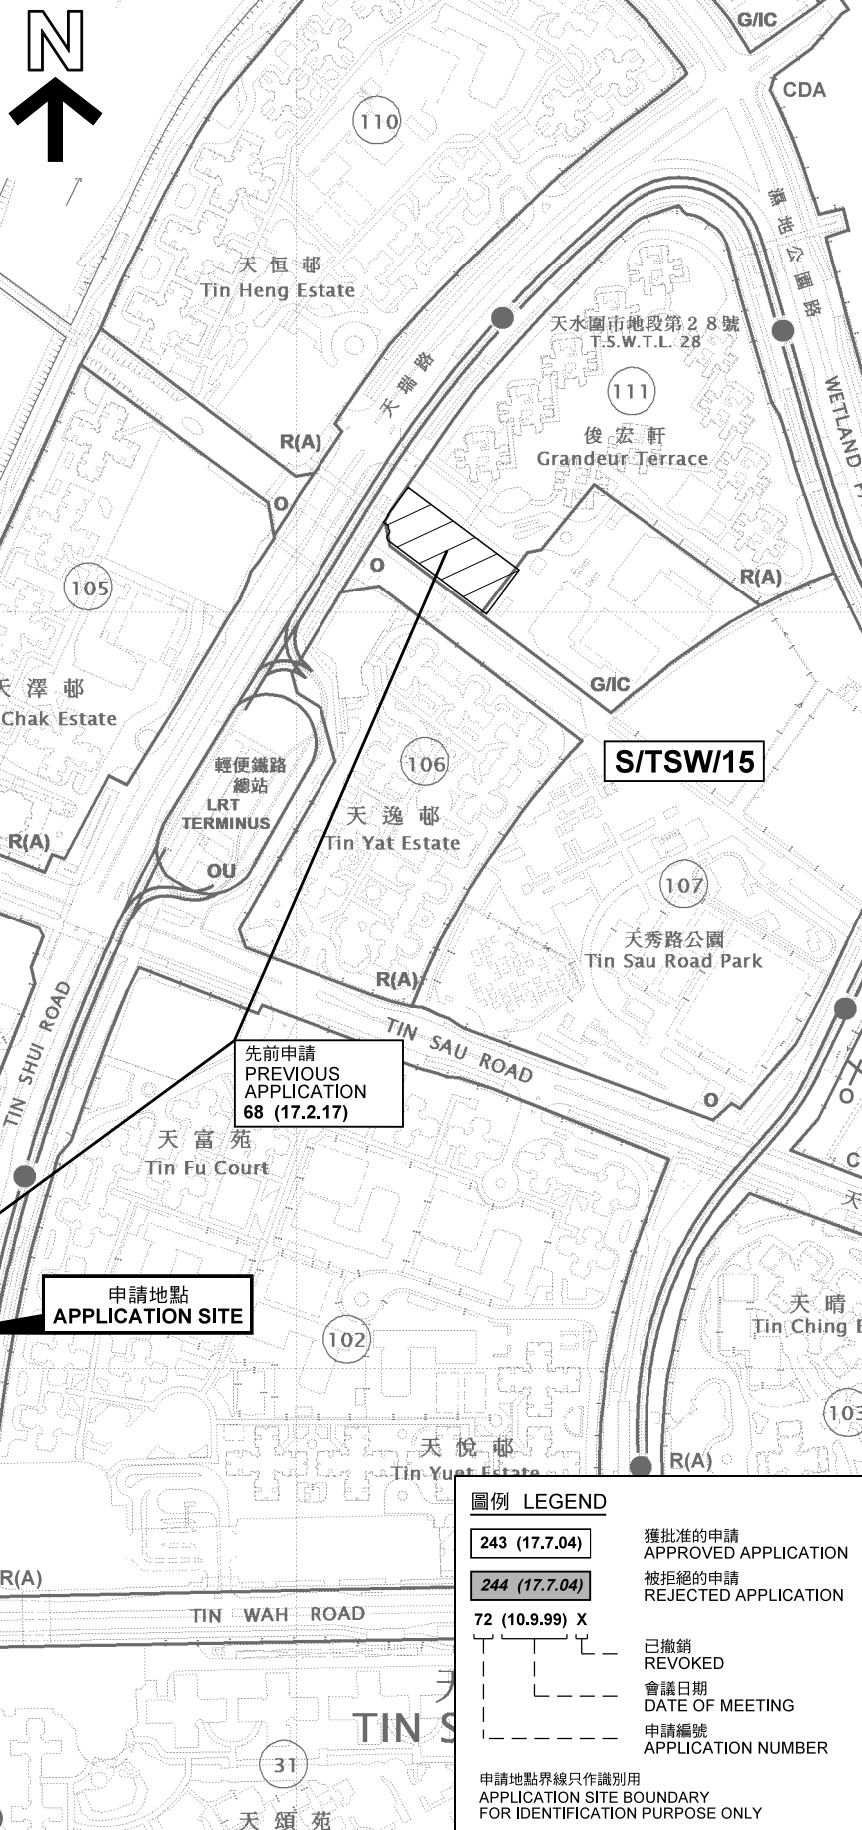 N
G/IC
CDA
110
濕地公園路
天恒邨
Tin Heng Estate
天水圍市地段第28號
T.S.W.T.L. 28
天瑞路
111
俊宏軒
Grandeur Terrace
WETLAND
R(A)
O
O
105
R(A)
天澤邨
Chak Estate
G/IC
106
S/TSW/15
輕便鐵路
總站
LRT
TERMINUS
天逸邨
Tin Yat Estate
R(A)
OU
107
天秀路公園
Tin Sau Road Park
R(A)
TIN SHUI ROAD
TIN SAU ROAD
先前申請
PREVIOUS
APPLICATION
68 (17.2.17)
O
O
天富苑
Tin Fu Court
C
天
申請地點
APPLICATION SITE
天晴
Tin Ching E
102
103
天悅邨
Tin Yuet Estate
R(A)
R(A)
TIN WAH ROAD
天
TIN S
31
天頌苑
圖例 LEGEND
243 (17.7.04)
獲批准的申請
APPROVED APPLICATION
244 (17.7.04)
被拒絕的申請
REJECTED APPLICATION
72 (10.9.99) X
已撤銷
REVOKED
會議日期
DATE OF MEETING
申請編號
APPLICATION NUMBER
申請地點界線只作識別用
APPLICATION SITE BOUNDARY
FOR IDENTIFICATION PURPOSE ONLY